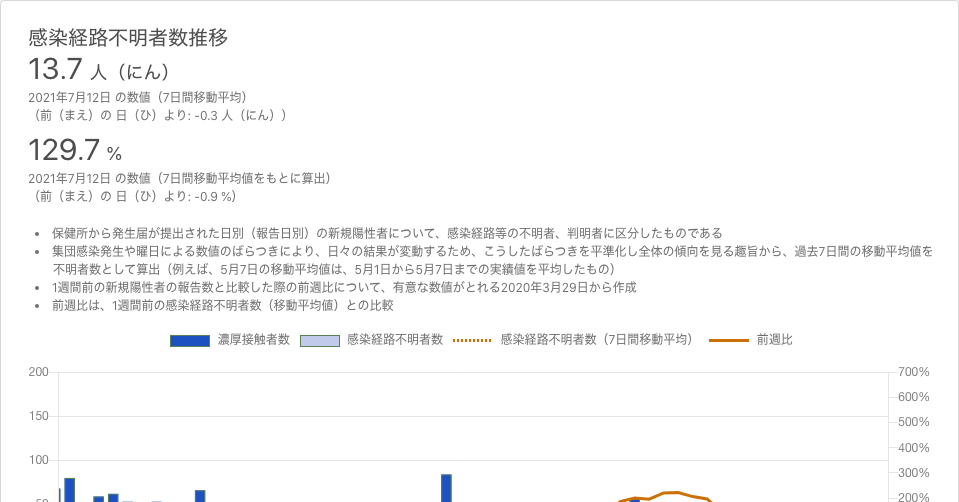 感染経路不明者数推移
13.7 人（にん）
2021年7月12日 の数値（7日間移動平均）
（前（まえ）の 日（ひ）より: -0.3 人（にん））
129.7 %
2021年7月12日 の数値（7日間移動平均値をもとに算出）
（前（まえ）の 日（ひ）より: -0.9 %）
• 保健所から発生届が提出された日別（報告日別）の新規陽性者について、感染経路等の不明者、判明者に区分したものである
• 集団感染発生や曜日による数値のばらつきにより、日々の結果が変動するため、こうしたばらつきを平準化し全体の傾向を見る趣旨から、過去7日間の移動平均値を
不明者数として算出（例えば、5月7日の移動平均値は、5月1日から5月7日までの実績値を平均したもの）
• 1週間前の新規陽性者の報告数と比較した際の前週比について、有意な数値がとれる2020年3月29日から作成
• 前週比は、1週間前の感染経路不明者数（移動平均値）との比較
濃厚接触者数 感染経路不明者数 感染経路不明者数（7日間移動平均） 前週比
200 700%
600%
150
500%
400%
100
300%
50 200%